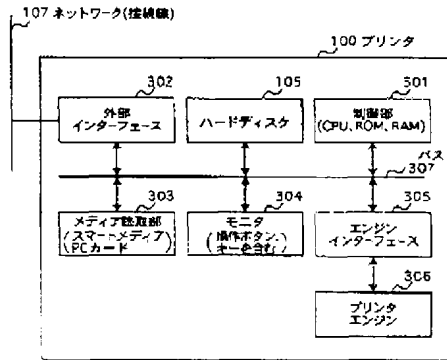 107 ネットワーク(接続線)
100 プリンタ
302
105
301
外部
インターフェース
ハードディスク
制御部
(CPU、ROM、RAM)
バス
307
303
304
305
メディア読取部
(スマートメディア
PCカード)
モニタ
(操作ボタン、
キーを含む)
エンジン
インターフェース
306
プリンタ
エンジン